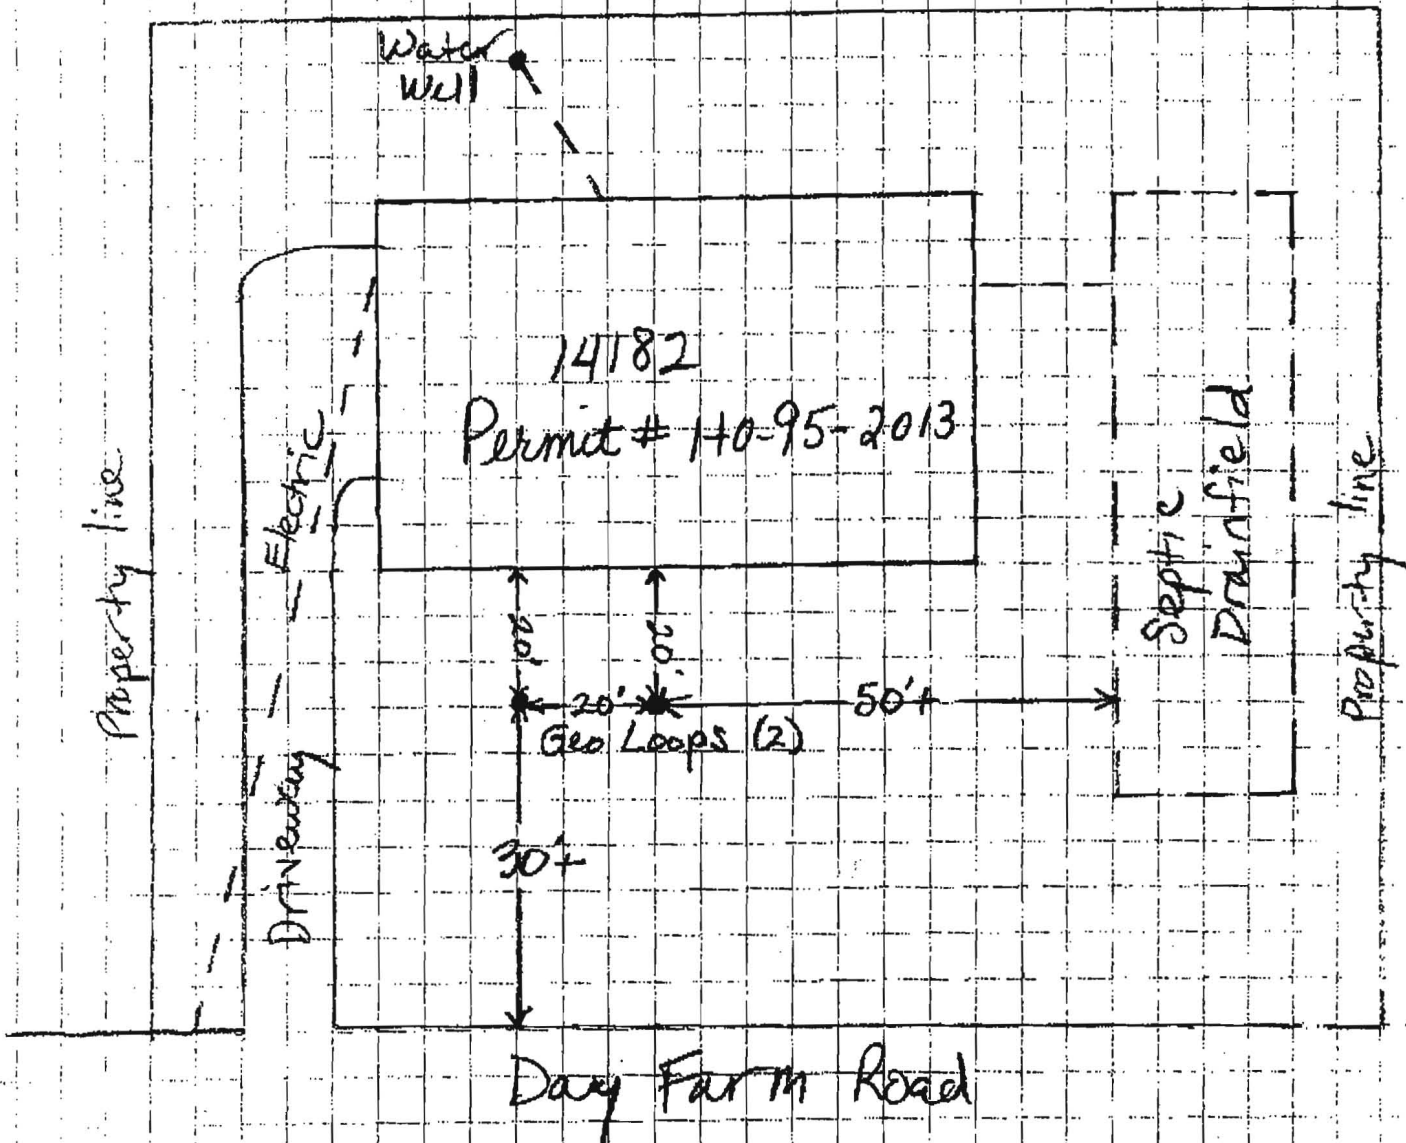 Water
Well
14182
Permit # HO-95-2013
Electric
Driveway
Property line
Septic
Drainfield
Property line
20'
20'
20'
50'+
Geo Loops (2)
30'+
Day Farm Road